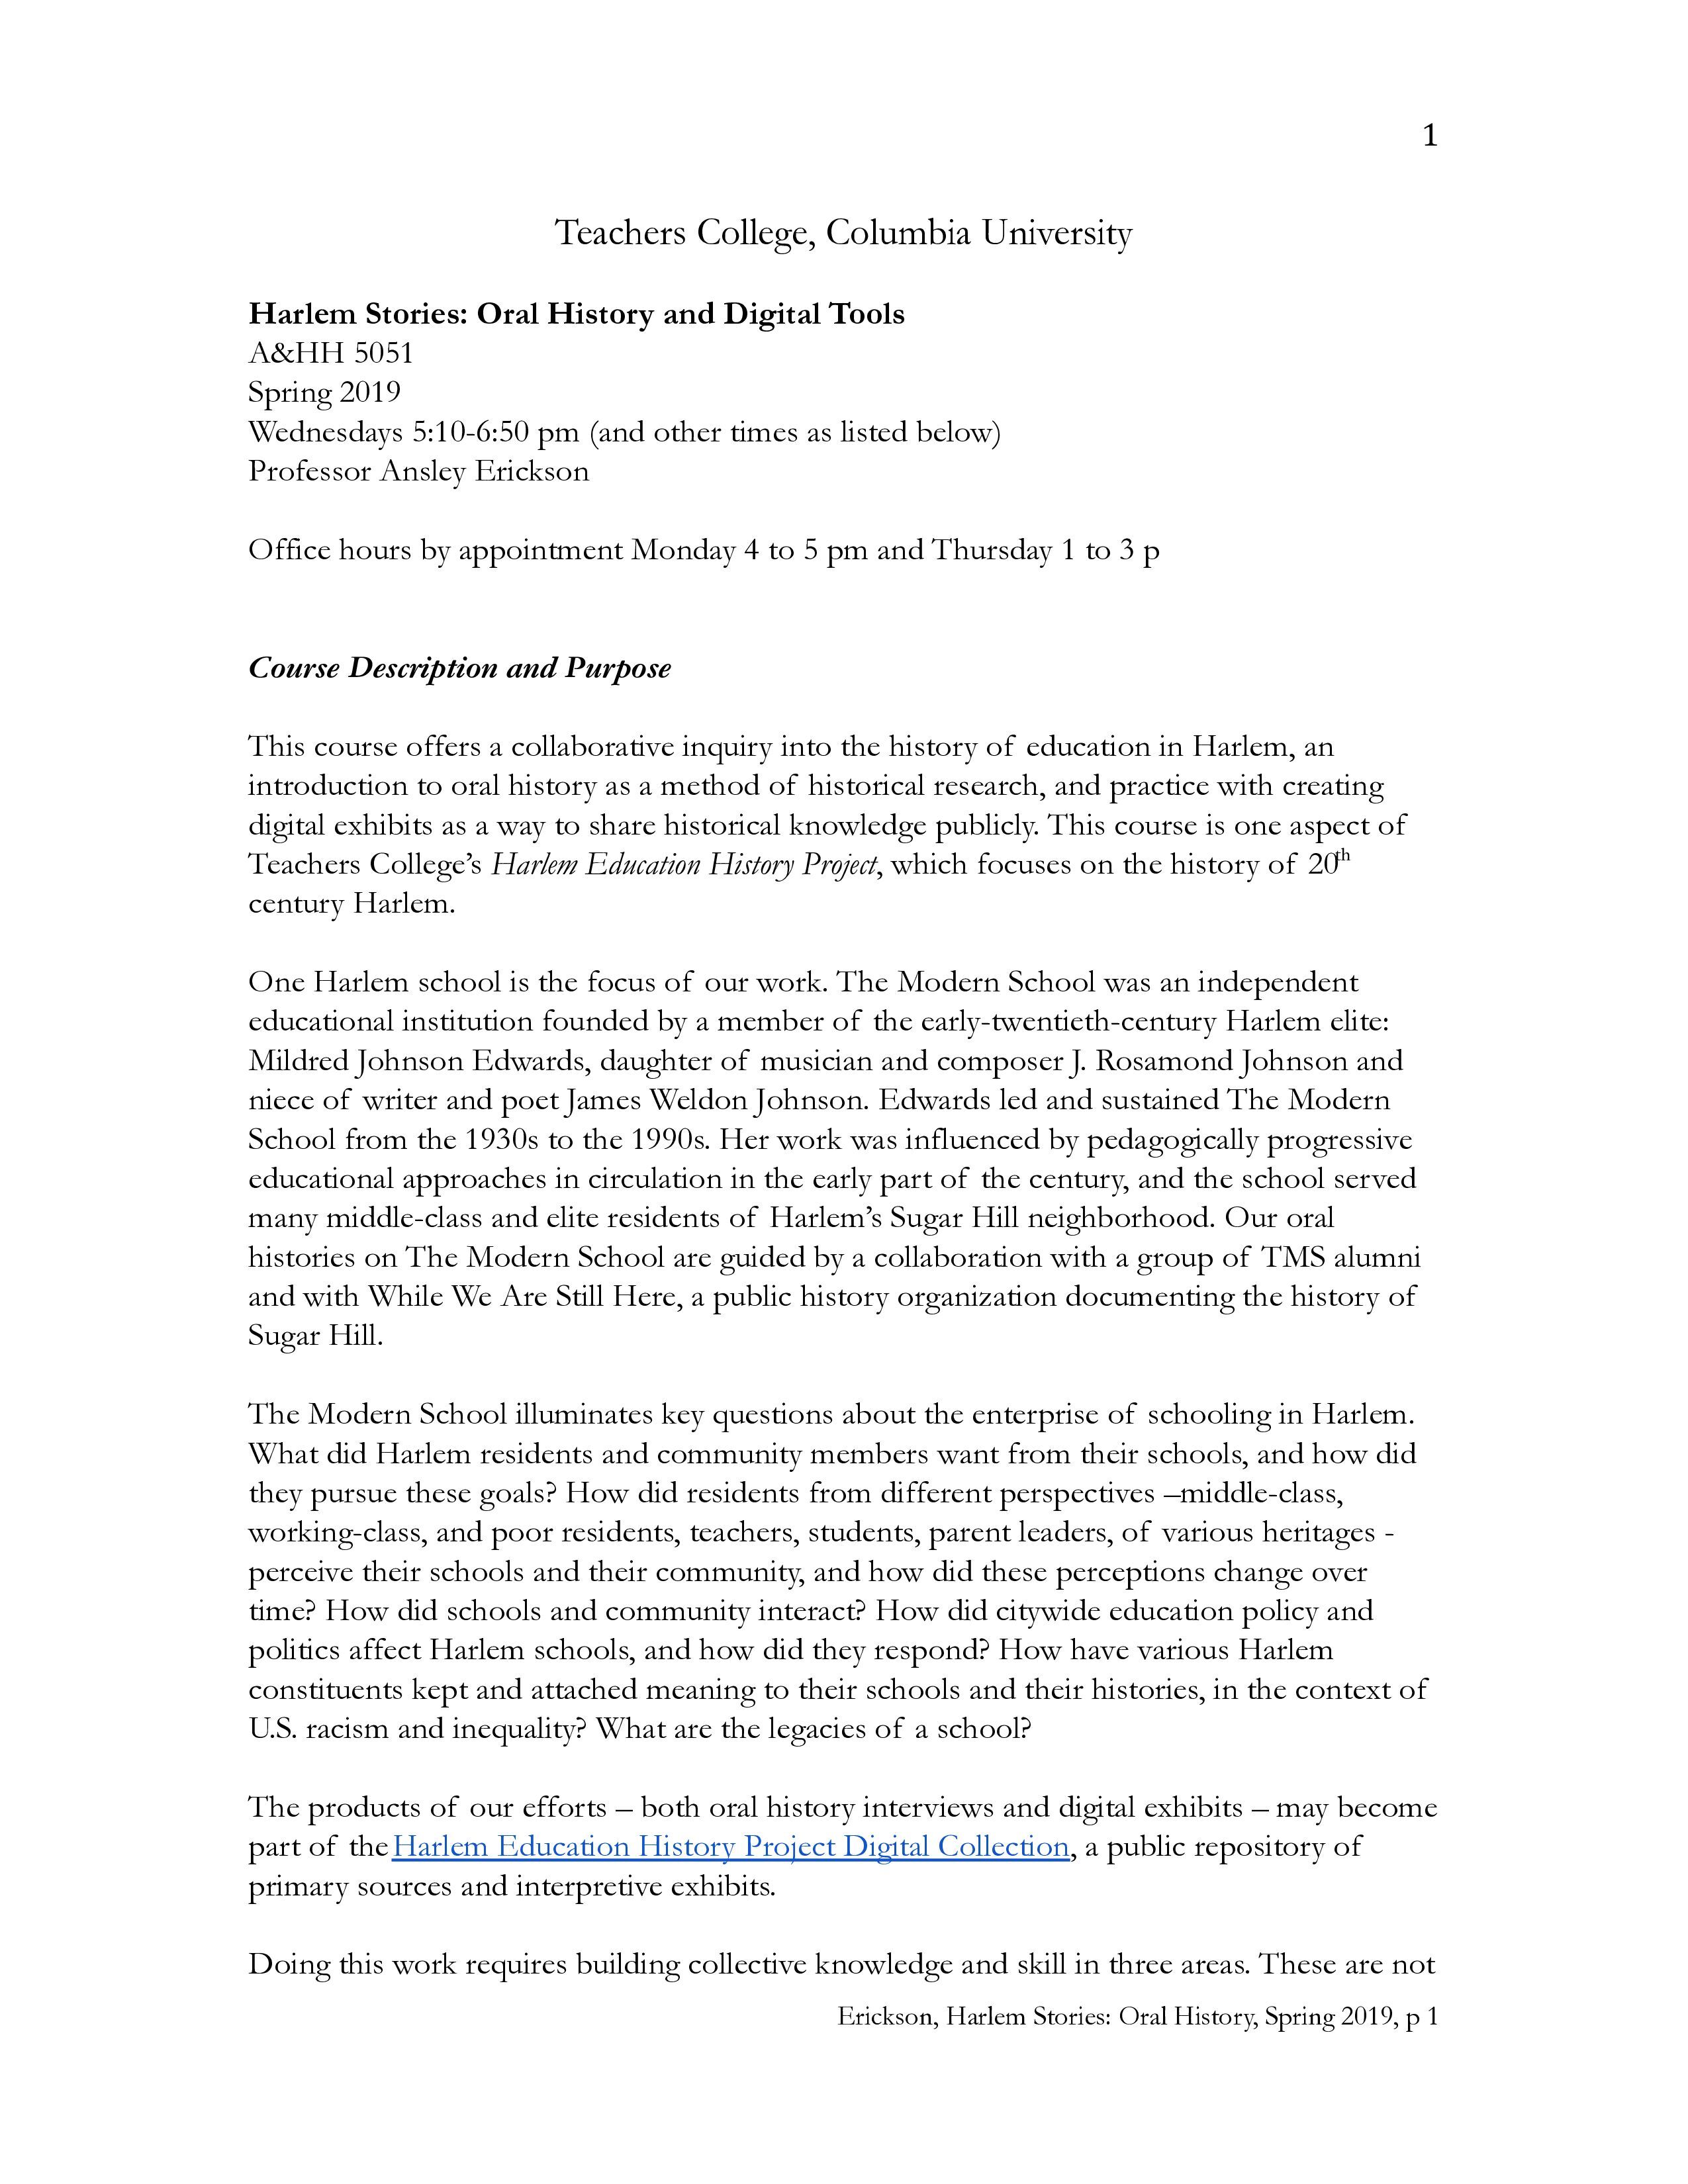 1
Teachers College, Columbia University
Harlem Stories: Oral History and Digital Tools
A&HH 5051
Spring 2019
Wednesdays 5:10-6:50 pm (and other times as listed below)
Professor Ansley Erickson
Office hours by appointment Monday 4 to 5 pm and Thursday 1 to 3 p
Course Description and Purpose
This course offers a collaborative inquiry into the history of education in Harlem, an
introduction to oral history as a method of historical research, and practice with creating
digital exhibits as a way to share historical knowledge publicly. This course is one aspect of
Teachers College’s Harlem Education History Project, which focuses on the history of 20th
century Harlem.
One Harlem school is the focus of our work. The Modern School was an independent
educational institution founded by a member of the early-twentieth-century Harlem elite:
Mildred Johnson Edwards, daughter of musician and composer J. Rosamond Johnson and
niece of writer and poet James Weldon Johnson. Edwards led and sustained The Modern
School from the 1930s to the 1990s. Her work was influenced by pedagogically progressive
educational approaches in circulation in the early part of the century, and the school served
many middle-class and elite residents of Harlem’s Sugar Hill neighborhood. Our oral
histories on The Modern School are guided by a collaboration with a group of TMS alumni
and with While We Are Still Here, a public history organization documenting the history of
Sugar Hill.
The Modern School illuminates key questions about the enterprise of schooling in Harlem.
What did Harlem residents and community members want from their schools, and how did
they pursue these goals? How did residents from different perspectives –middle-class,
working-class, and poor residents, teachers, students, parent leaders, of various heritages -
perceive their schools and their community, and how did these perceptions change over
time? How did schools and community interact? How did citywide education policy and
politics affect Harlem schools, and how did they respond? How have various Harlem
constituents kept and attached meaning to their schools and their histories, in the context of
U.S. racism and inequality? What are the legacies of a school?
The products of our efforts – both oral history interviews and digital exhibits – may become
part of the Harlem Education History Project Digital Collection, a public repository of
primary sources and interpretive exhibits.
Doing this work requires building collective knowledge and skill in three areas. These are not
Erickson, Harlem Stories: Oral History, Spring 2019, p 1